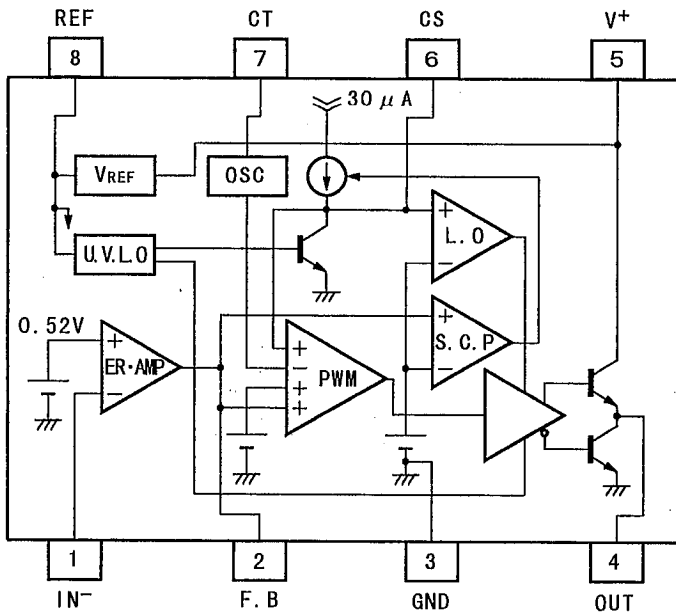 REF CT CS V+
8 7 6 5
30 μA
VREF OSC
+
L.O
−
U.V.L.O
0.52V
+
ER·AMP
−
+
S.C.P
−
+
−
+
+
PWM
1 2 3 4
IN− F.B GND OUT